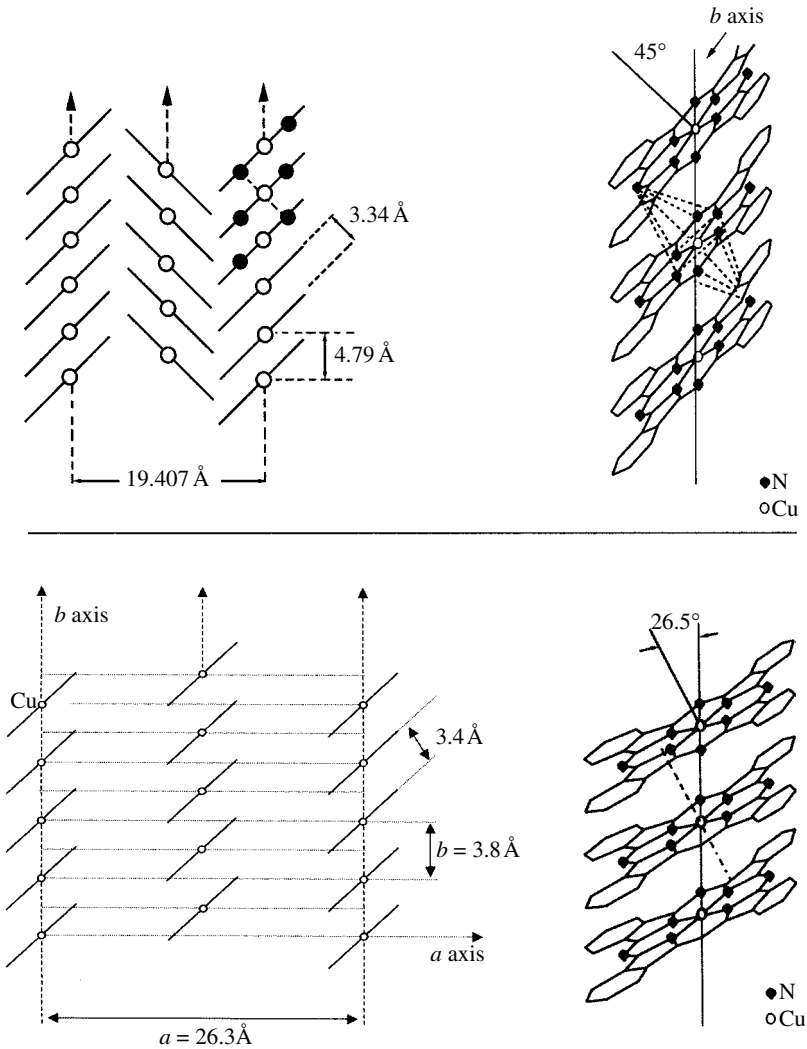 b axis
45°
3.34 Å
4.79 Å
19.407 Å
N
Cu
b axis
26.5°
Cu
3.4 Å
b = 3.8 Å
a axis
a = 26.3Å
N
Cu